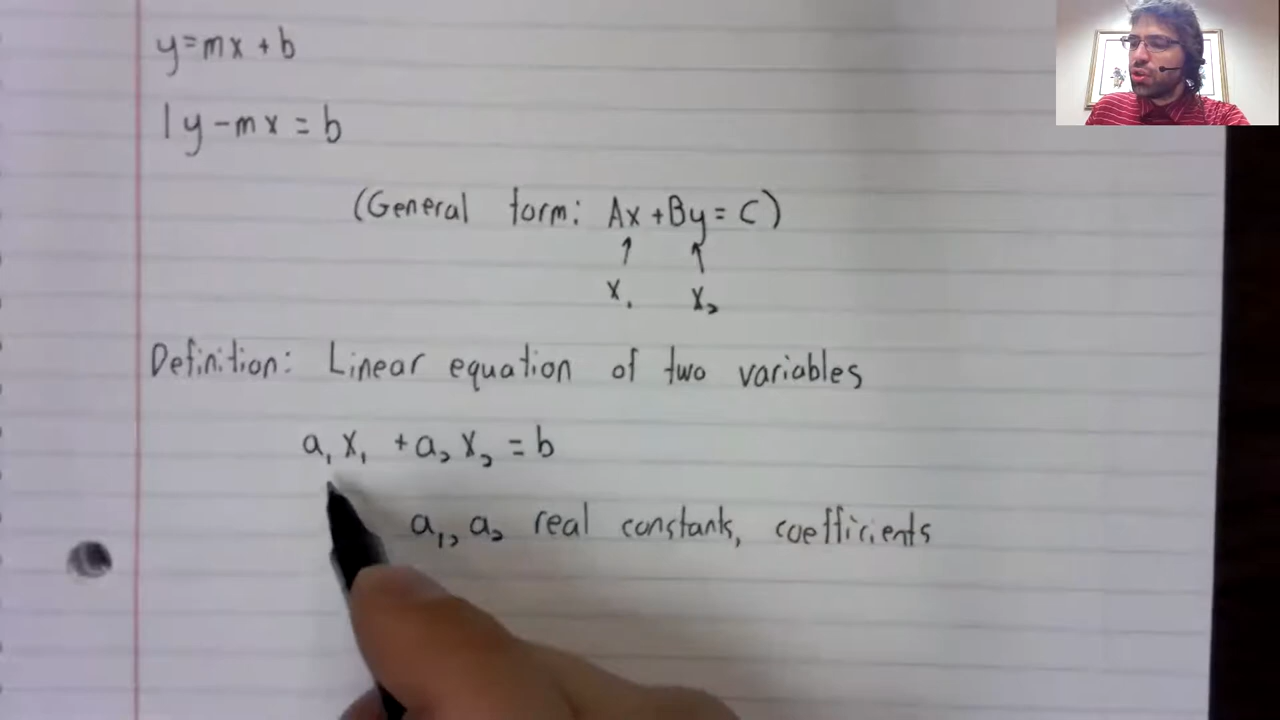 y=mx+b
1y-mx=b
(General form: Ax+By=C)
↑ ↑
x₁ x₂
Definition: Linear equation of two variables
a₁x₁ +a₂x₂=b
a₁, a₂ real constants, coefficients